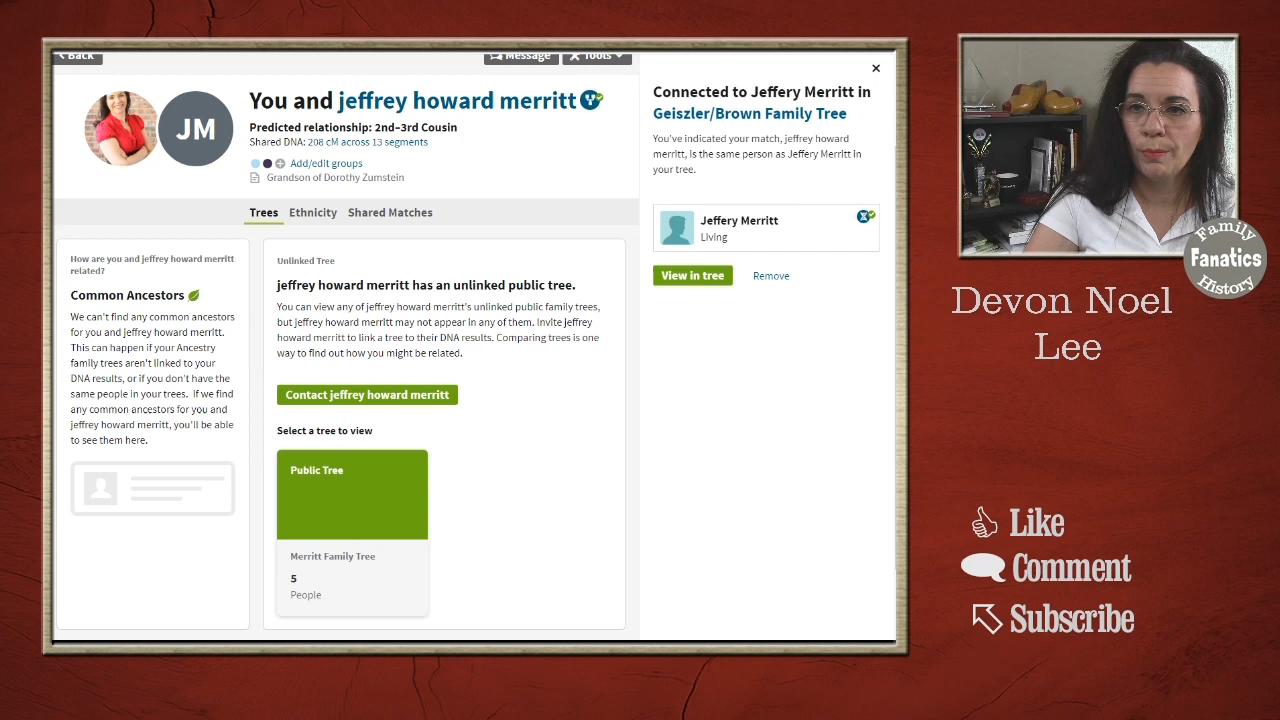 Back
Message
Tools
You and jeffrey howard merritt
JM
Predicted relationship: 2nd–3rd Cousin
Shared DNA: 208 cM across 13 segments
Add/edit groups
Grandson of Dorothy Zumstein
Trees
Ethnicity
Shared Matches
How are you and jeffrey howard merritt
related?
Common Ancestors
We can't find any common ancestors
for you and jeffrey howard merritt.
This can happen if your Ancestry
family trees aren't linked to your
DNA results, or if you don't have the
same people in your trees. If we find
any common ancestors for you and
jeffrey howard merritt, you'll be able
to see them here.
Unlinked Tree
jeffrey howard merritt has an unlinked public tree.
You can view any of jeffrey howard merritt's unlinked public family trees,
but jeffrey howard merritt may not appear in any of them. Invite jeffrey
howard merritt to link a tree to their DNA results. Comparing trees is one
way to find out how you might be related.
Contact jeffrey howard merritt
Select a tree to view
Public Tree
Merritt Family Tree
5
People
Connected to Jeffery Merritt in
Geiszler/Brown Family Tree
You've indicated your match, jeffrey howard
merritt, is the same person as Jeffery Merritt in
your tree.
Jeffery Merritt
Living
View in tree
Remove
Family
Fanatics
History
Devon Noel
Lee
Like
Comment
Subscribe